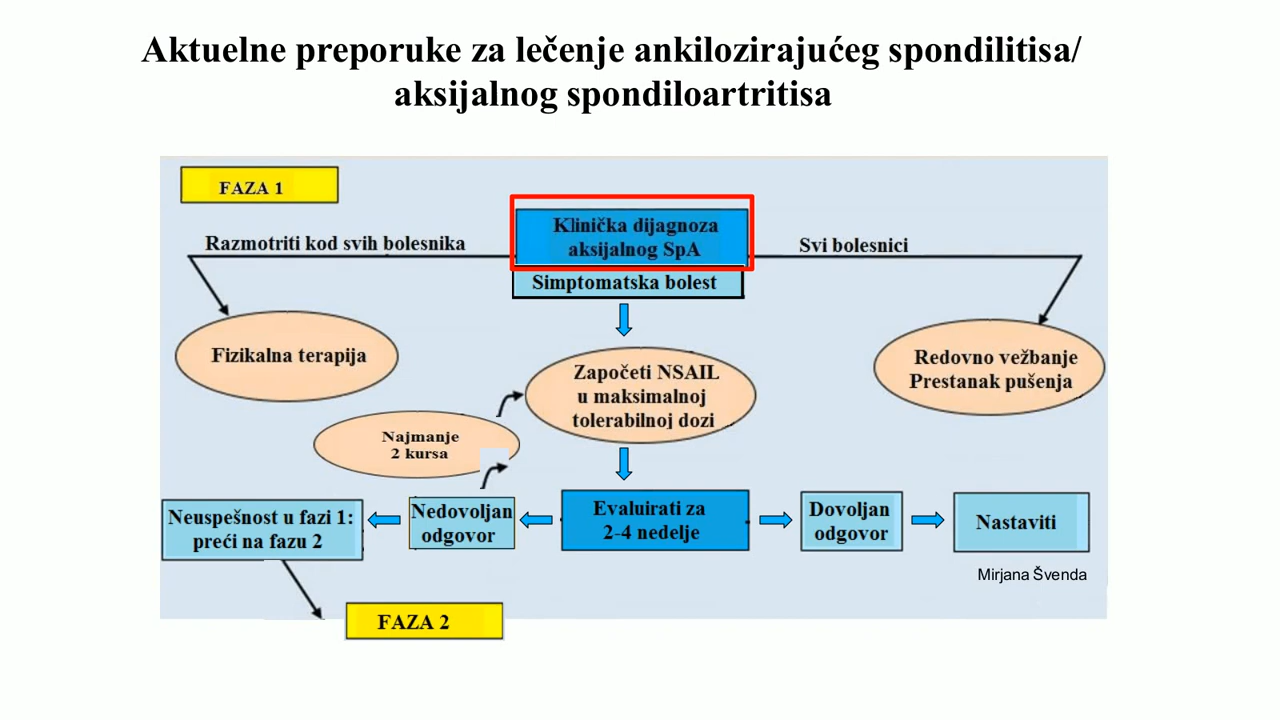 Aktuelne preporuke za lečenje ankilozirajućeg spondilitisa/
aksijalnog spondiloartritisa
FAZA 1
Klinička dijagnoza
aksijalnog SpA
Razmotriti kod svih bolesnika
Svi bolesnici
Simptomatska bolest
Fizikalna terapija
Započeti NSAIL
u maksimalnoj
tolerabilnoj dozi
Redovno vežbanje
Prestanak pušenja
Najmanje
2 kursa
Neuspešnost u fazi 1:
preći na fazu 2
Nedovoljan
odgovor
Evaluirati za
2-4 nedelje
Dovoljan
odgovor
Nastaviti
Mirjana Švenda
FAZA 2